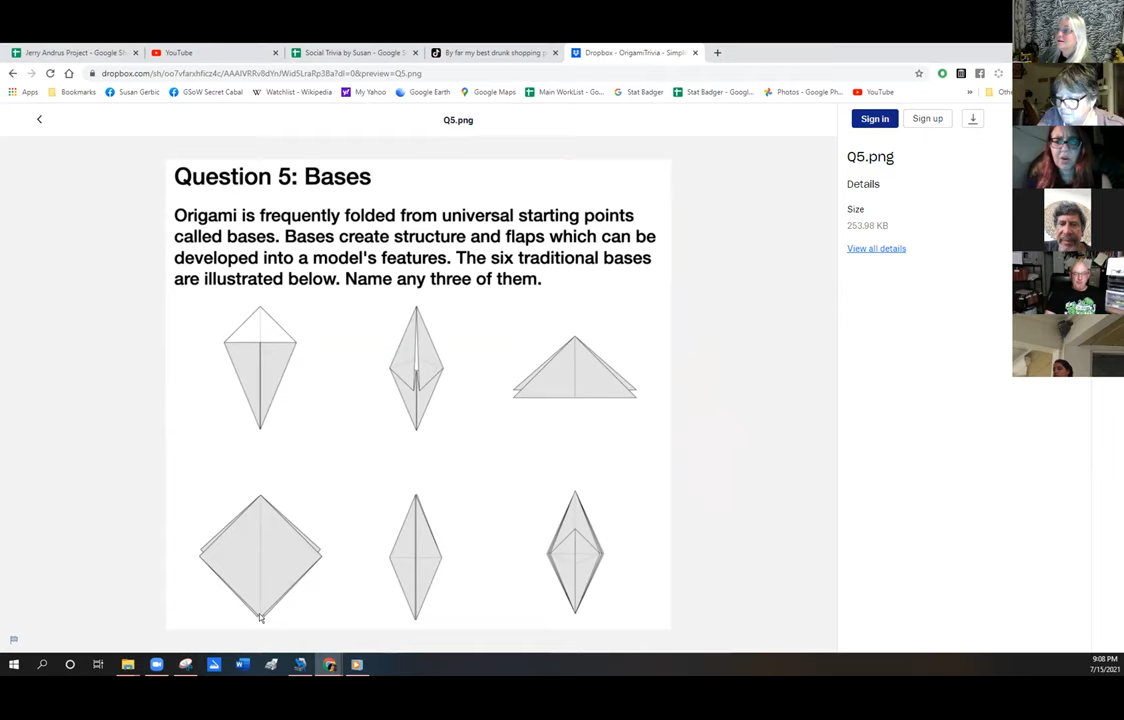 Jerry Andrus Project - Google Sh
YouTube
Social Trivia by Susan - Google S
By far my best drunk shopping p
Dropbox - OrigamiTrivia - Simpli
dropbox.com/sh/oo7vfarxhficz4c/AAAIVRRv8dYnJWid5LraRp3Ba?dl=0&preview=Q5.png
Apps
Bookmarks
Susan Gerbic
GSoW Secret Cabal
Watchlist - Wikipedia
My Yahoo
Google Earth
Google Maps
Main WorkList - Go...
Stat Badger
Stat Badger - Googl...
Photos - Google Ph...
YouTube
»
Q5.png
Sign in
Sign up
Q5.png
Details
Size
253.98 KB
View all details
Question 5: Bases
Origami is frequently folded from universal starting points
called bases. Bases create structure and flaps which can be
developed into a model's features. The six traditional bases
are illustrated below. Name any three of them.
9:08 PM
7/15/2021